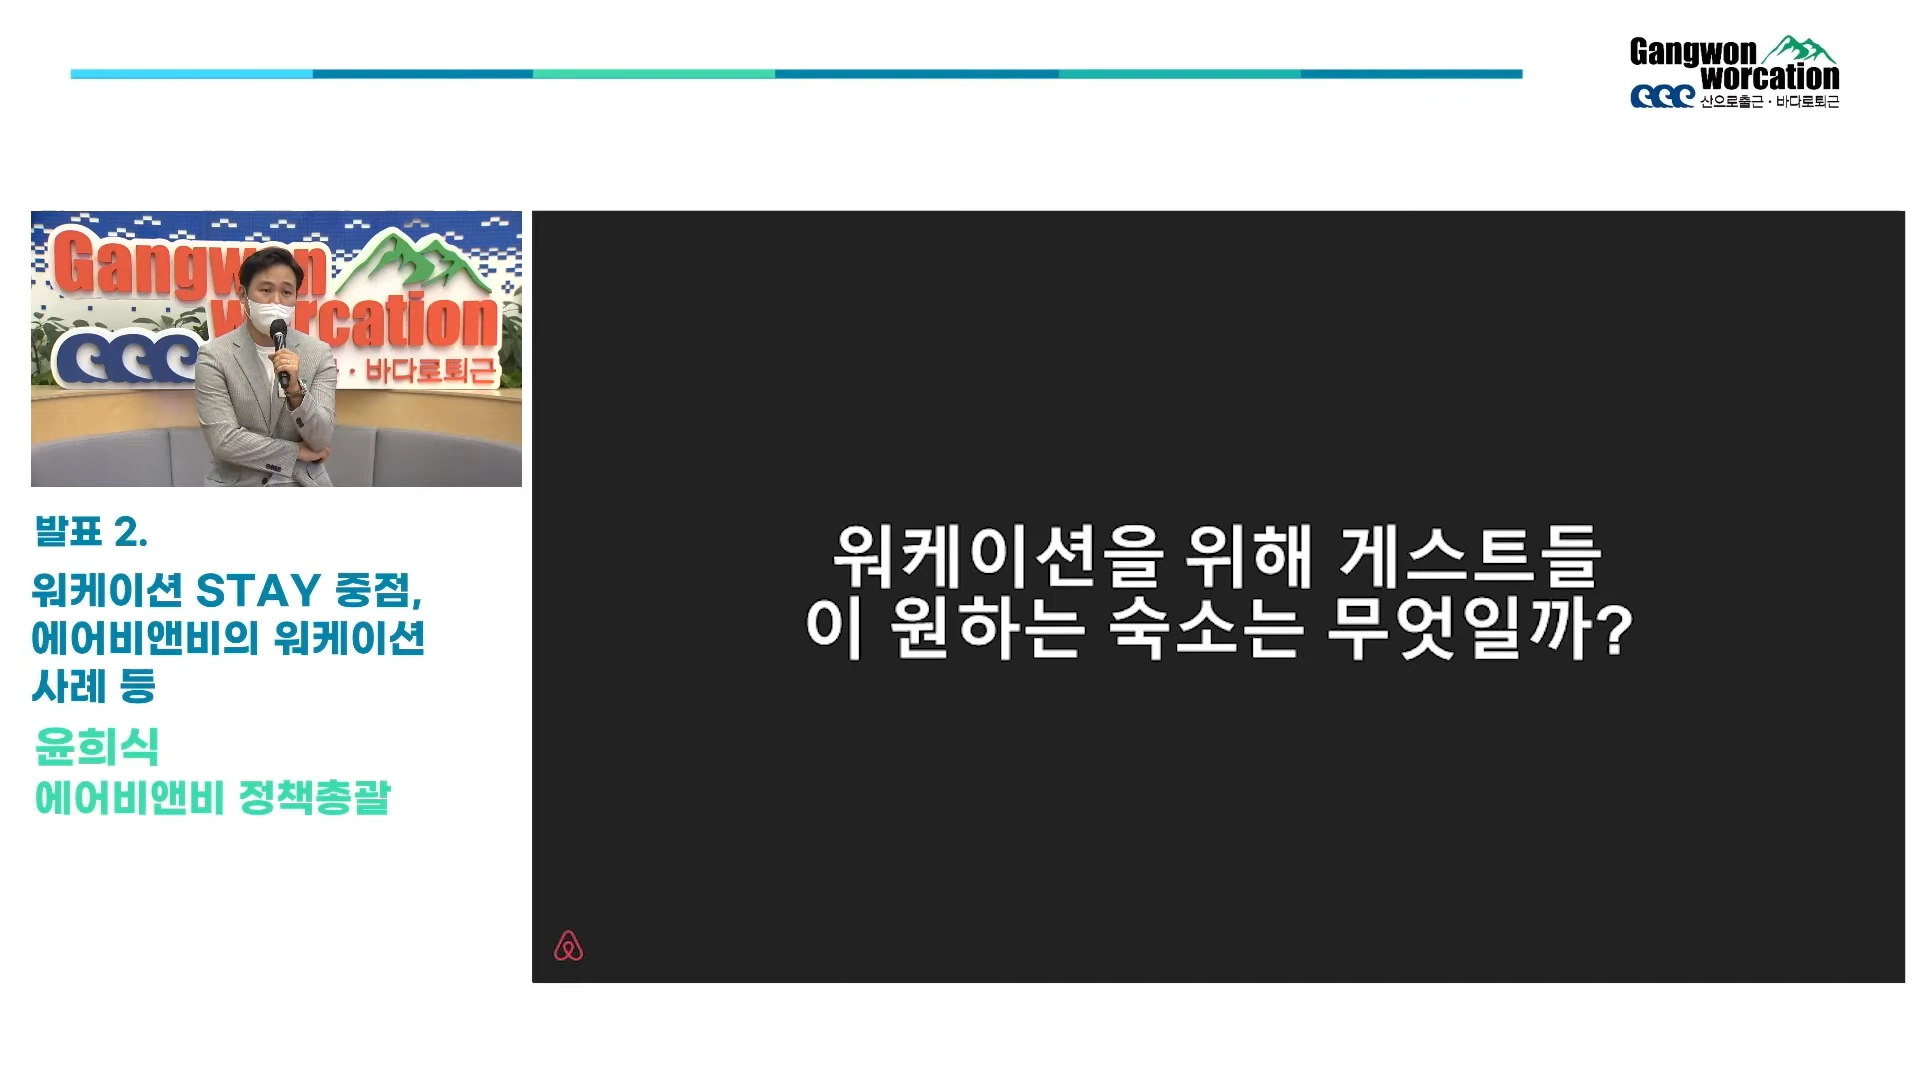 Gangwon
worcation
산으로출근·바다로퇴근
Gangw n
w rcation
·바다로퇴근
발표 2.
워케이션 STAY 중점,
에어비앤비의 워케이션
사례 등
윤희식
에어비앤비 정책총괄
워케이션을 위해 게스트들
이 원하는 숙소는 무엇일까?